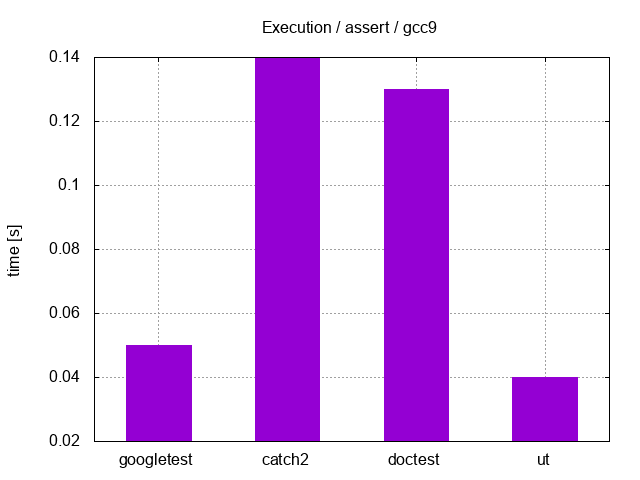 Execution / assert / gcc9
0.14
0.12
0.1
0.08
0.06
0.04
0.02
time [s]
googletest catch2 doctest ut